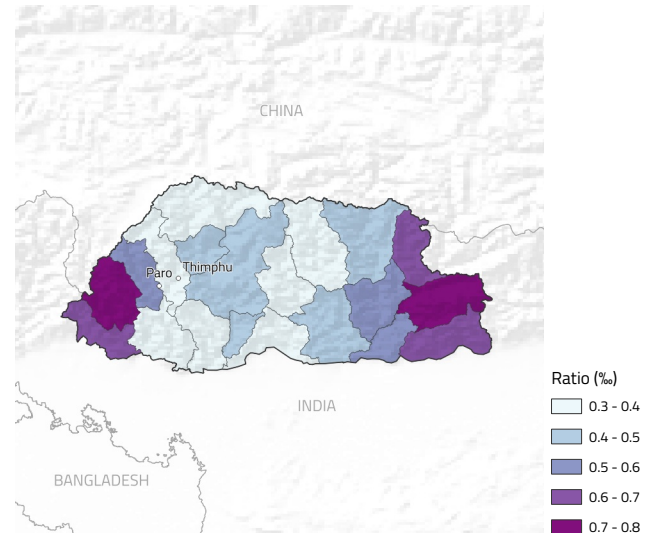 CHINA
Paro
Thimphu
INDIA
BANGLADESH
Ratio (‰)
0.3 - 0.4
0.4 - 0.5
0.5 - 0.6
0.6 - 0.7
0.7 - 0.8